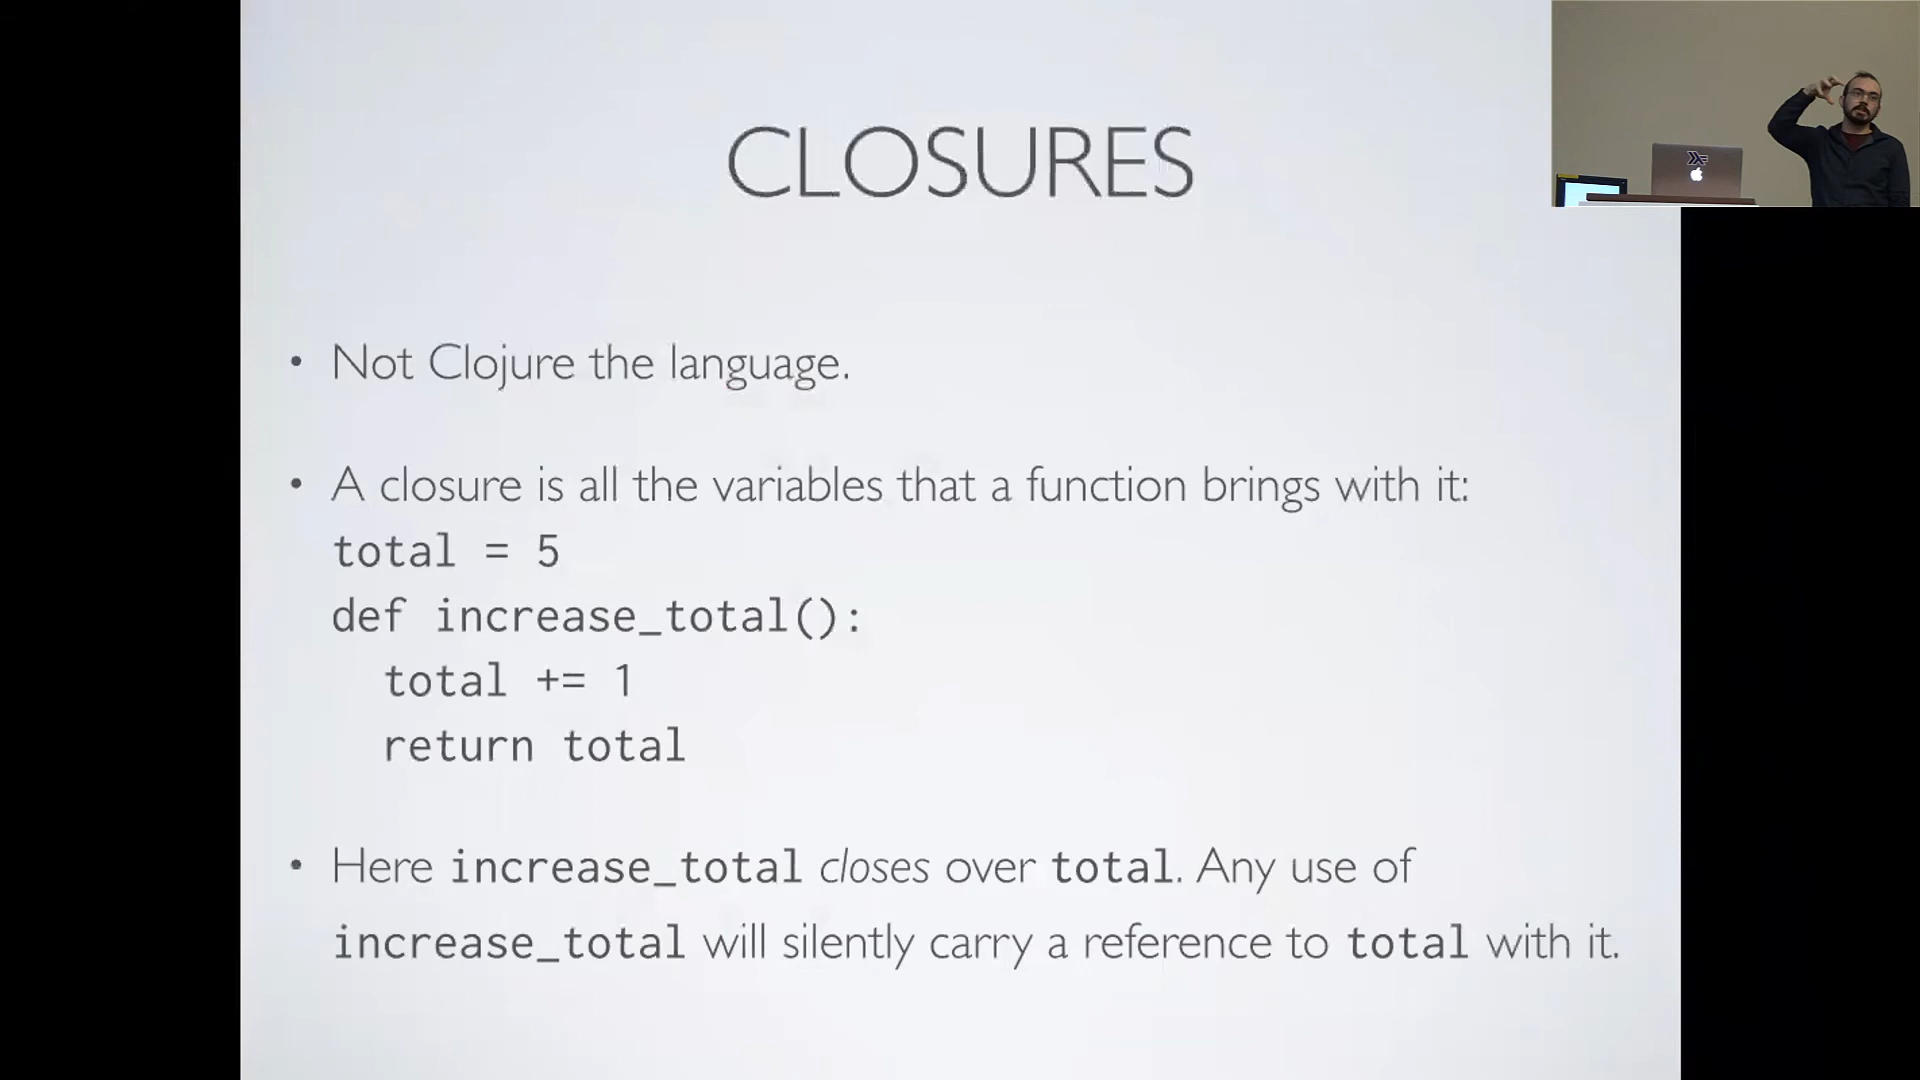 CLOSURES
• Not Clojure the language.
• A closure is all the variables that a function brings with it:
total = 5
def increase_total():
  total += 1
  return total
• Here increase_total closes over total. Any use of
increase_total will silently carry a reference to total with it.